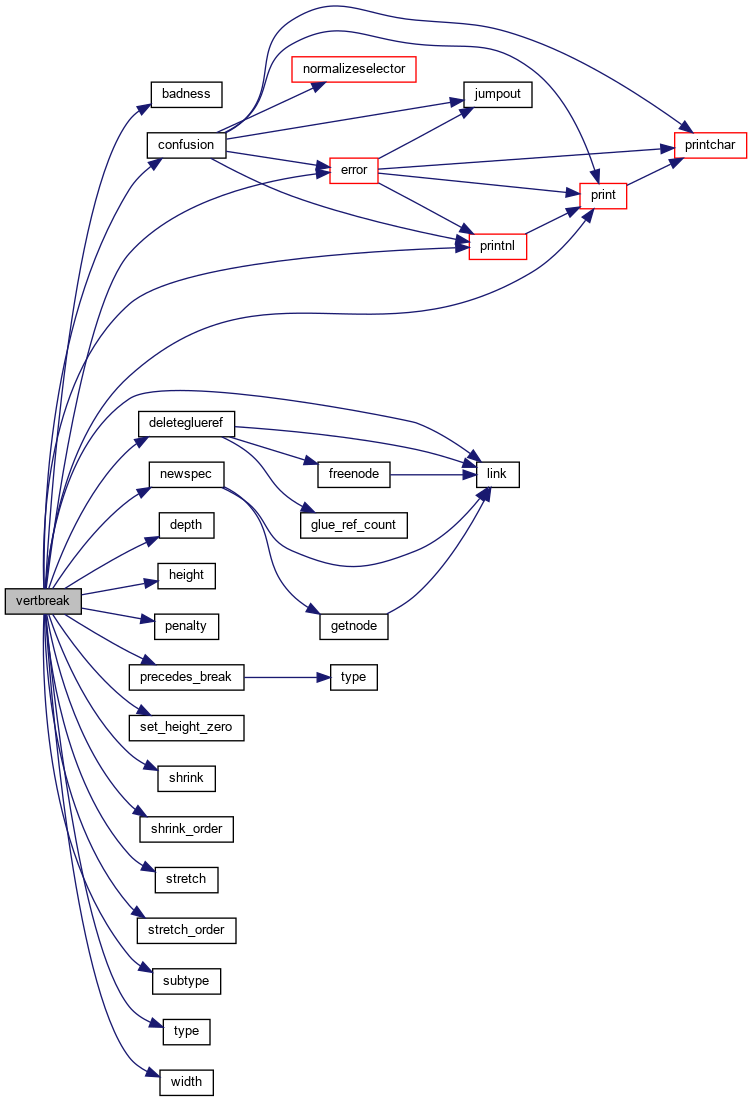 normalizeselector
badness
jumpout
confusion
printchar
error
print
printnl
deleteglueref
newspec
freenode
link
depth
glue_ref_count
height
vertbreak
penalty
getnode
precedes_break
type
set_height_zero
shrink
shrink_order
stretch
stretch_order
subtype
type
width